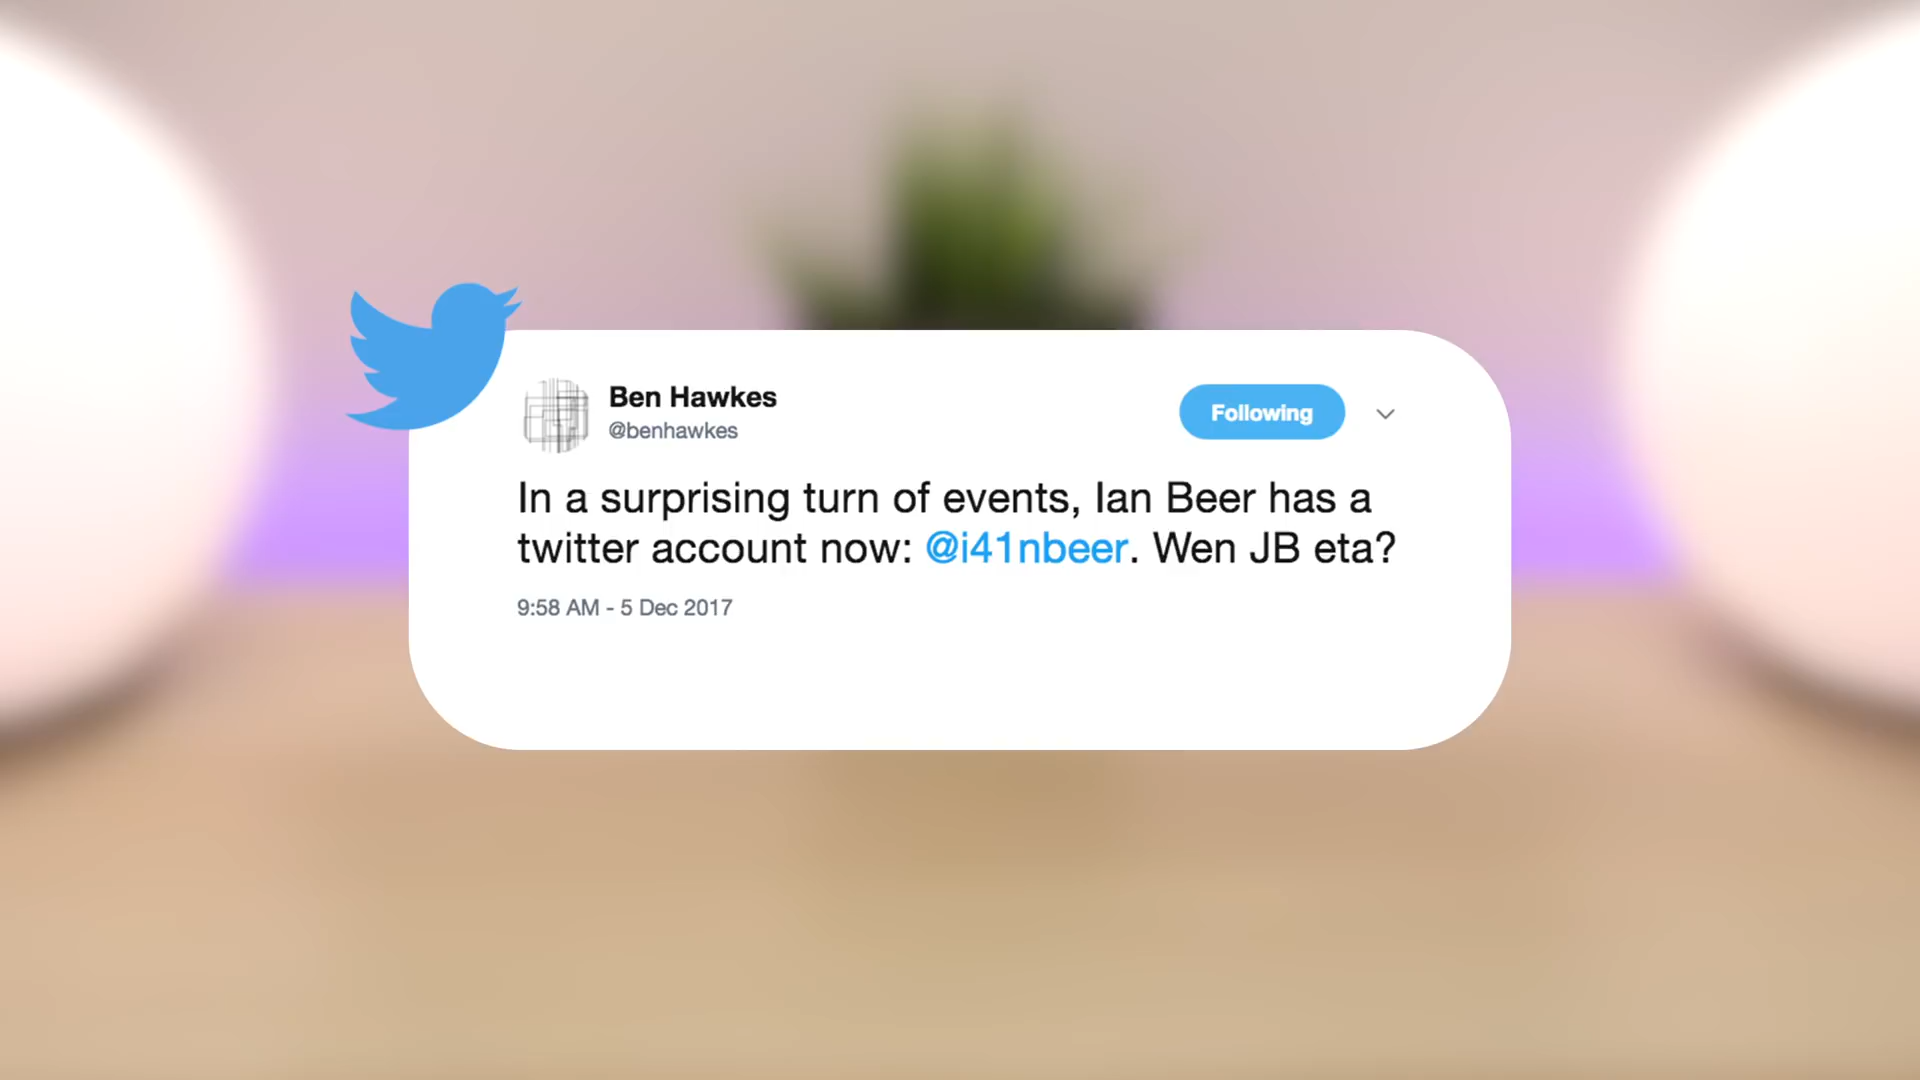 Ben Hawkes
@benhawkes
Following
In a surprising turn of events, Ian Beer has a
twitter account now: @i41nbeer. Wen JB eta?
9:58 AM - 5 Dec 2017